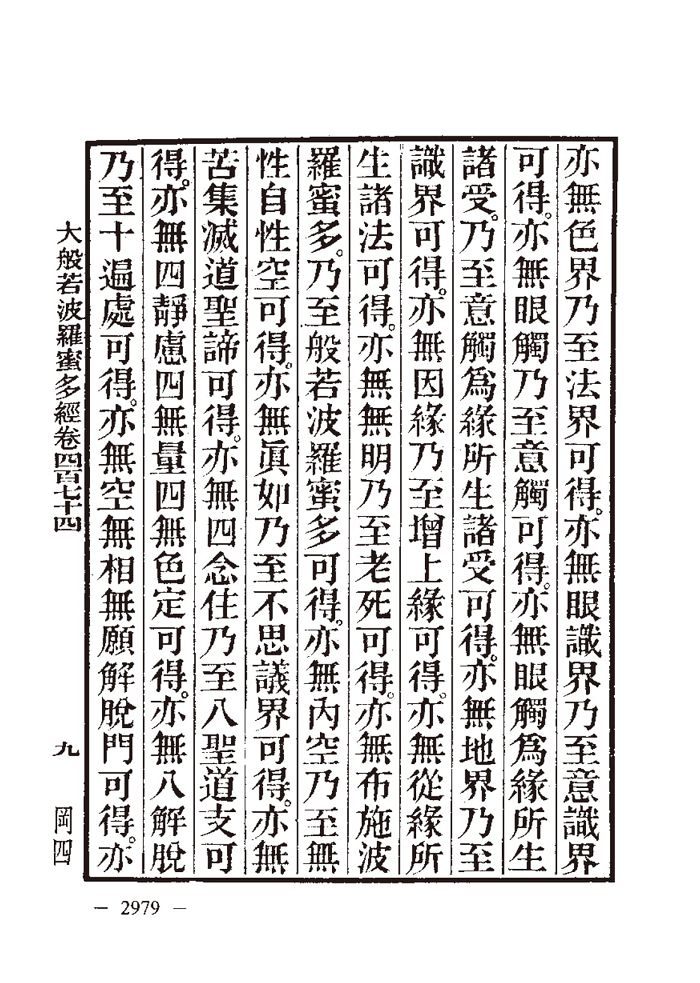 亦無色界乃至法界可得。亦無眼識界乃至意識界
可得。亦無眼觸乃至意觸可得。亦無眼觸為緣所生
諸受。乃至意觸為緣所生諸受可得。亦無地界乃至
識界可得。亦無因緣乃至增上緣可得。亦無從緣所
生諸法可得。亦無無明乃至老死可得。亦無布施波
羅蜜多。乃至般若波羅蜜多可得。亦無內空乃至無
性自性空可得。亦無眞如乃至不思議界可得。亦無
苦集滅道聖諦可得。亦無四念住乃至八聖道支可
得。亦無四靜慮四無量四無色定可得。亦無八解脫
乃至十遍處可得。亦無空無相無願解脫門可得。亦
大般若波羅蜜多經卷四百七十四
九
岡四
— 2979 —